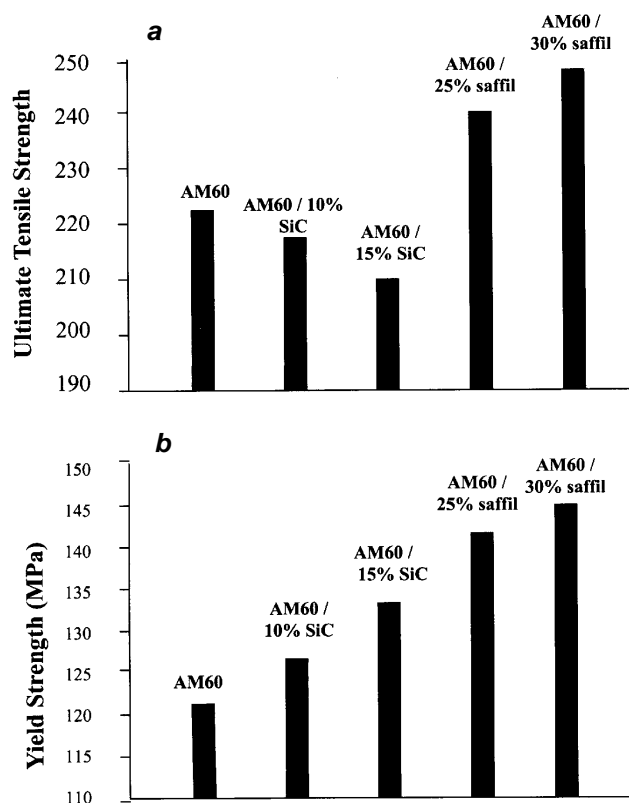 a
Ultimate Tensile Strength
250
240
230
220
210
200
190
AM60
AM60 / 10%
SiC
AM60 /
15% SiC
AM60 /
25% saffil
AM60 /
30% saffil
b
Yield Strength (MPa)
150
145
140
135
130
125
120
115
110
AM60
AM60 /
10% SiC
AM60 /
15% SiC
AM60 /
25% saffil
AM60 /
30% saffil